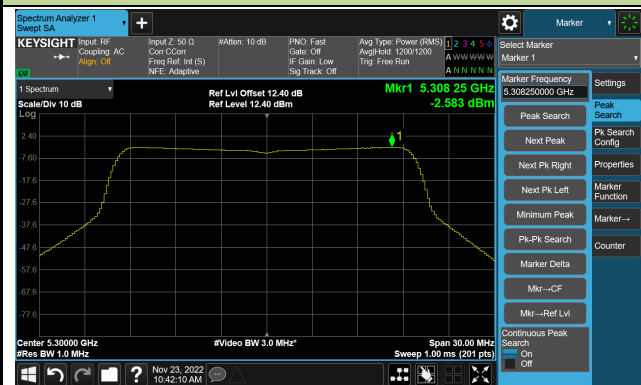 Spectrum Analyzer 1
Swept SA
Marker
KEYSIGHT
Input: RF
Coupling: AC
Align: Off
Input Z: 50 Ω
Corr CCorr
Freq Ref: Int (S)
NFE: Adaptive
#Atten: 10 dB
PNO: Fast
Gate: Off
IF Gain: Low
Sig Track: Off
Avg Type: Power (RMS)
Avg|Hold: 1200/1200
Trig: Free Run
1 2 3 4 5 6
A W W W W W
A N N N N N
LXI
Select Marker
Marker 1
1 Spectrum
Scale/Div 10 dB
Log
Ref Lvl Offset 12.40 dB
Ref Level 12.40 dBm
Mkr1 5.308 25 GHz
-2.583 dBm
1
2.40
-7.60
-17.6
-27.6
-37.6
-47.6
-57.6
-67.6
-77.6
Center 5.30000 GHz
#Res BW 1.0 MHz
#Video BW 3.0 MHz*
Span 30.00 MHz
Sweep 1.00 ms (201 pts)
Marker Frequency
5.308250000 GHz
Peak Search
Next Peak
Next Pk Right
Next Pk Left
Minimum Peak
Pk-Pk Search
Marker Delta
Mkr→CF
Mkr→Ref Lvl
Continuous Peak
Search
On
Off
Settings
Peak
Search
Pk Search
Config
Properties
Marker
Function
Marker→
Counter
?
Nov 23, 2022
10:42:10 AM